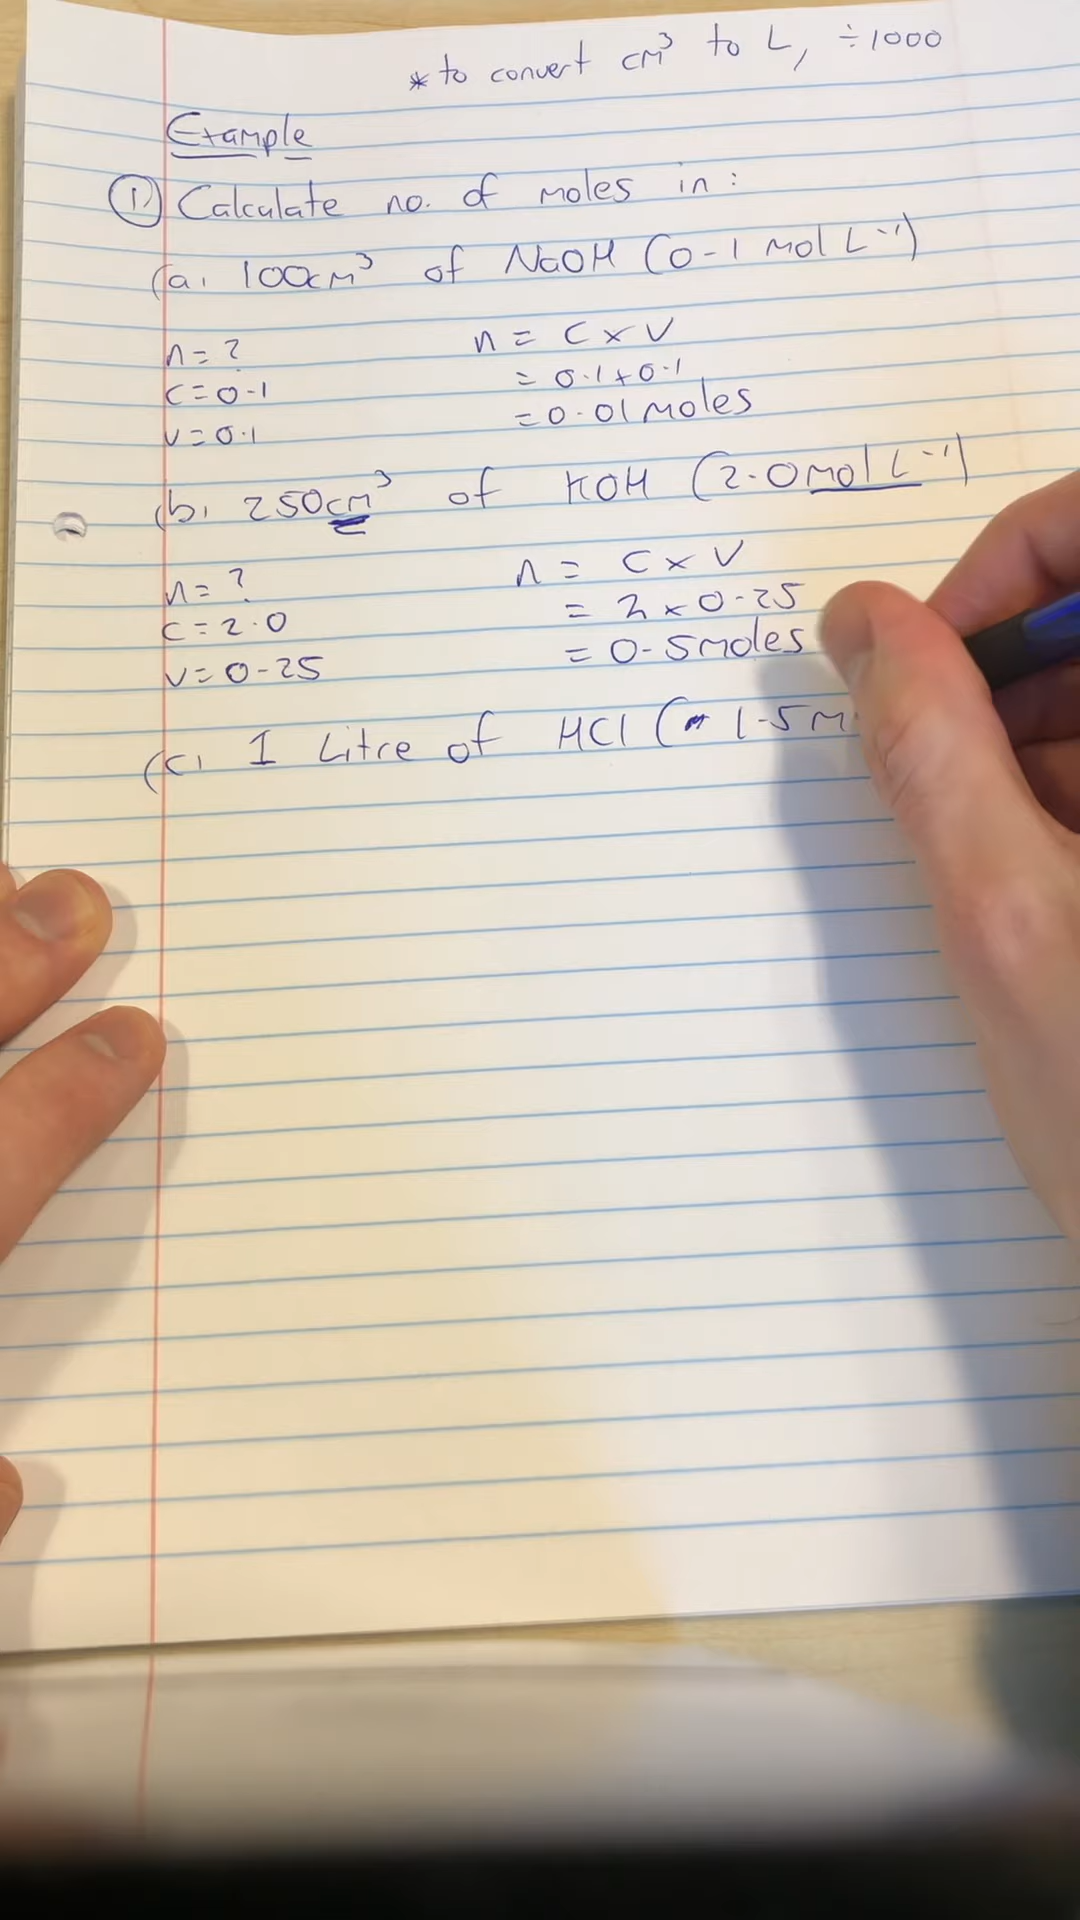 * to convert cm³ to L, ÷1000
Example
① Calculate no. of moles in:
(a) 100cm³ of NaOH (0.1 mol L⁻¹)
n = ? n = C x V
C = 0.1 = 0.1 x 0.1
V = 0.1 = 0.01 moles
(b) 250cm³ of KOH (2.0 mol L⁻¹)
n = ? n = C x V
C = 2.0 = 2 x 0.25
V = 0.25 = 0.5 moles
(c) 1 Litre of HCl (1.5 m